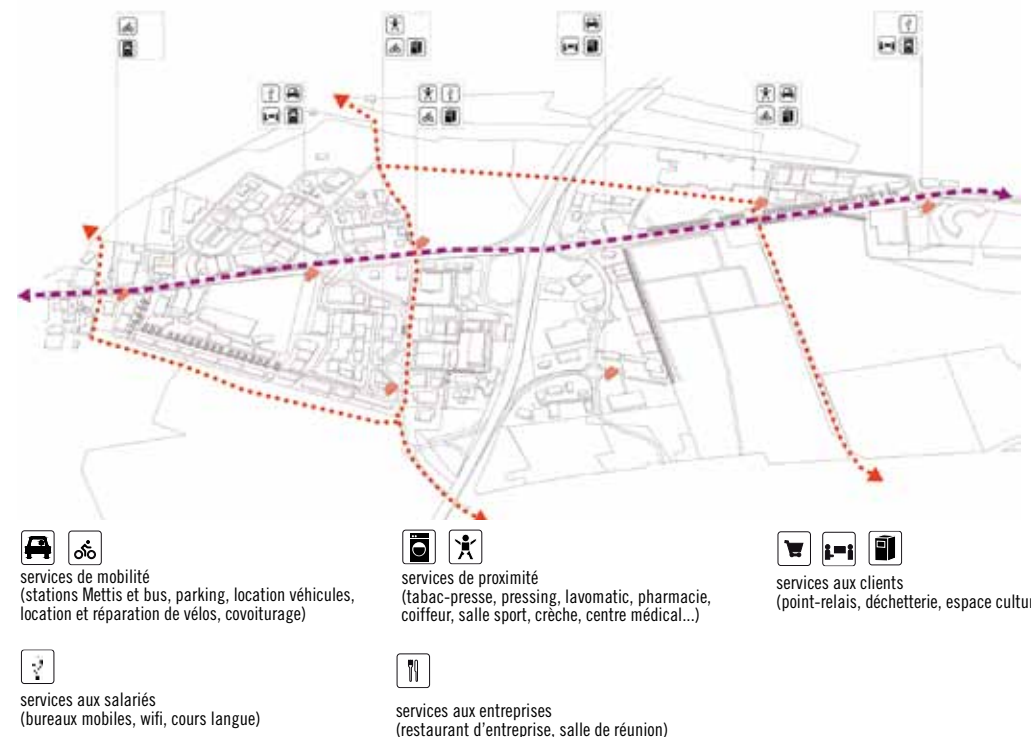 services de mobilité
(stations Mettis et bus, parking, location véhicules,
location et réparation de vélos, covoiturage)
services de proximité
(tabac-presse, pressing, lavomatic, pharmacie,
coiffeur, salle sport, crèche, centre médical...)
services aux clients
(point-relais, déchetterie, espace cultur
services aux salariés
(bureaux mobiles, wifi, cours langue)
services aux entreprises
(restaurant d'entreprise, salle de réunion)